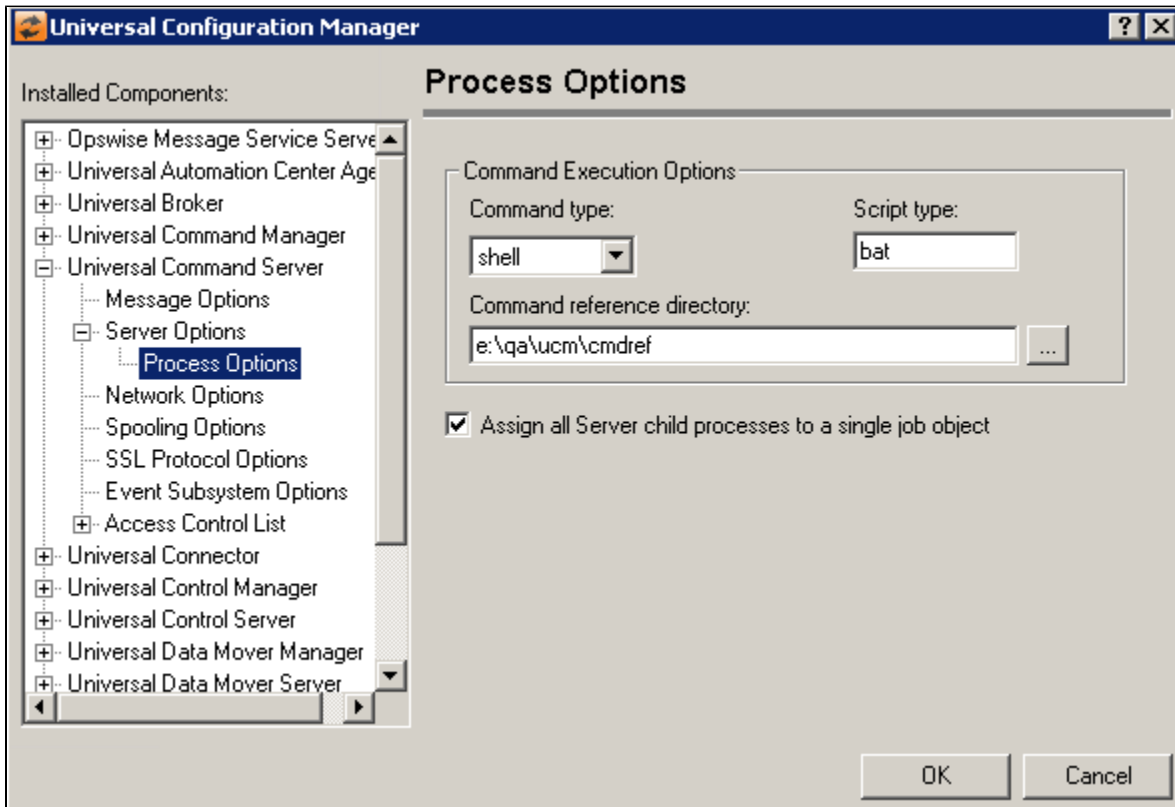 Universal Configuration Manager
Installed Components:
Opswise Message Service Serve
Universal Automation Center Age
Universal Broker
Universal Command Manager
Universal Command Server
Message Options
Server Options
Process Options
Network Options
Spooling Options
SSL Protocol Options
Event Subsystem Options
Access Control List
Universal Connector
Universal Control Manager
Universal Control Server
Universal Data Mover Manager
Universal Data Mover Server
Process Options
Command Execution Options
Command type: Script type:
shell bat
Command reference directory:
e:\qa\ucm\cmdref ...
Assign all Server child processes to a single job object
OK Cancel